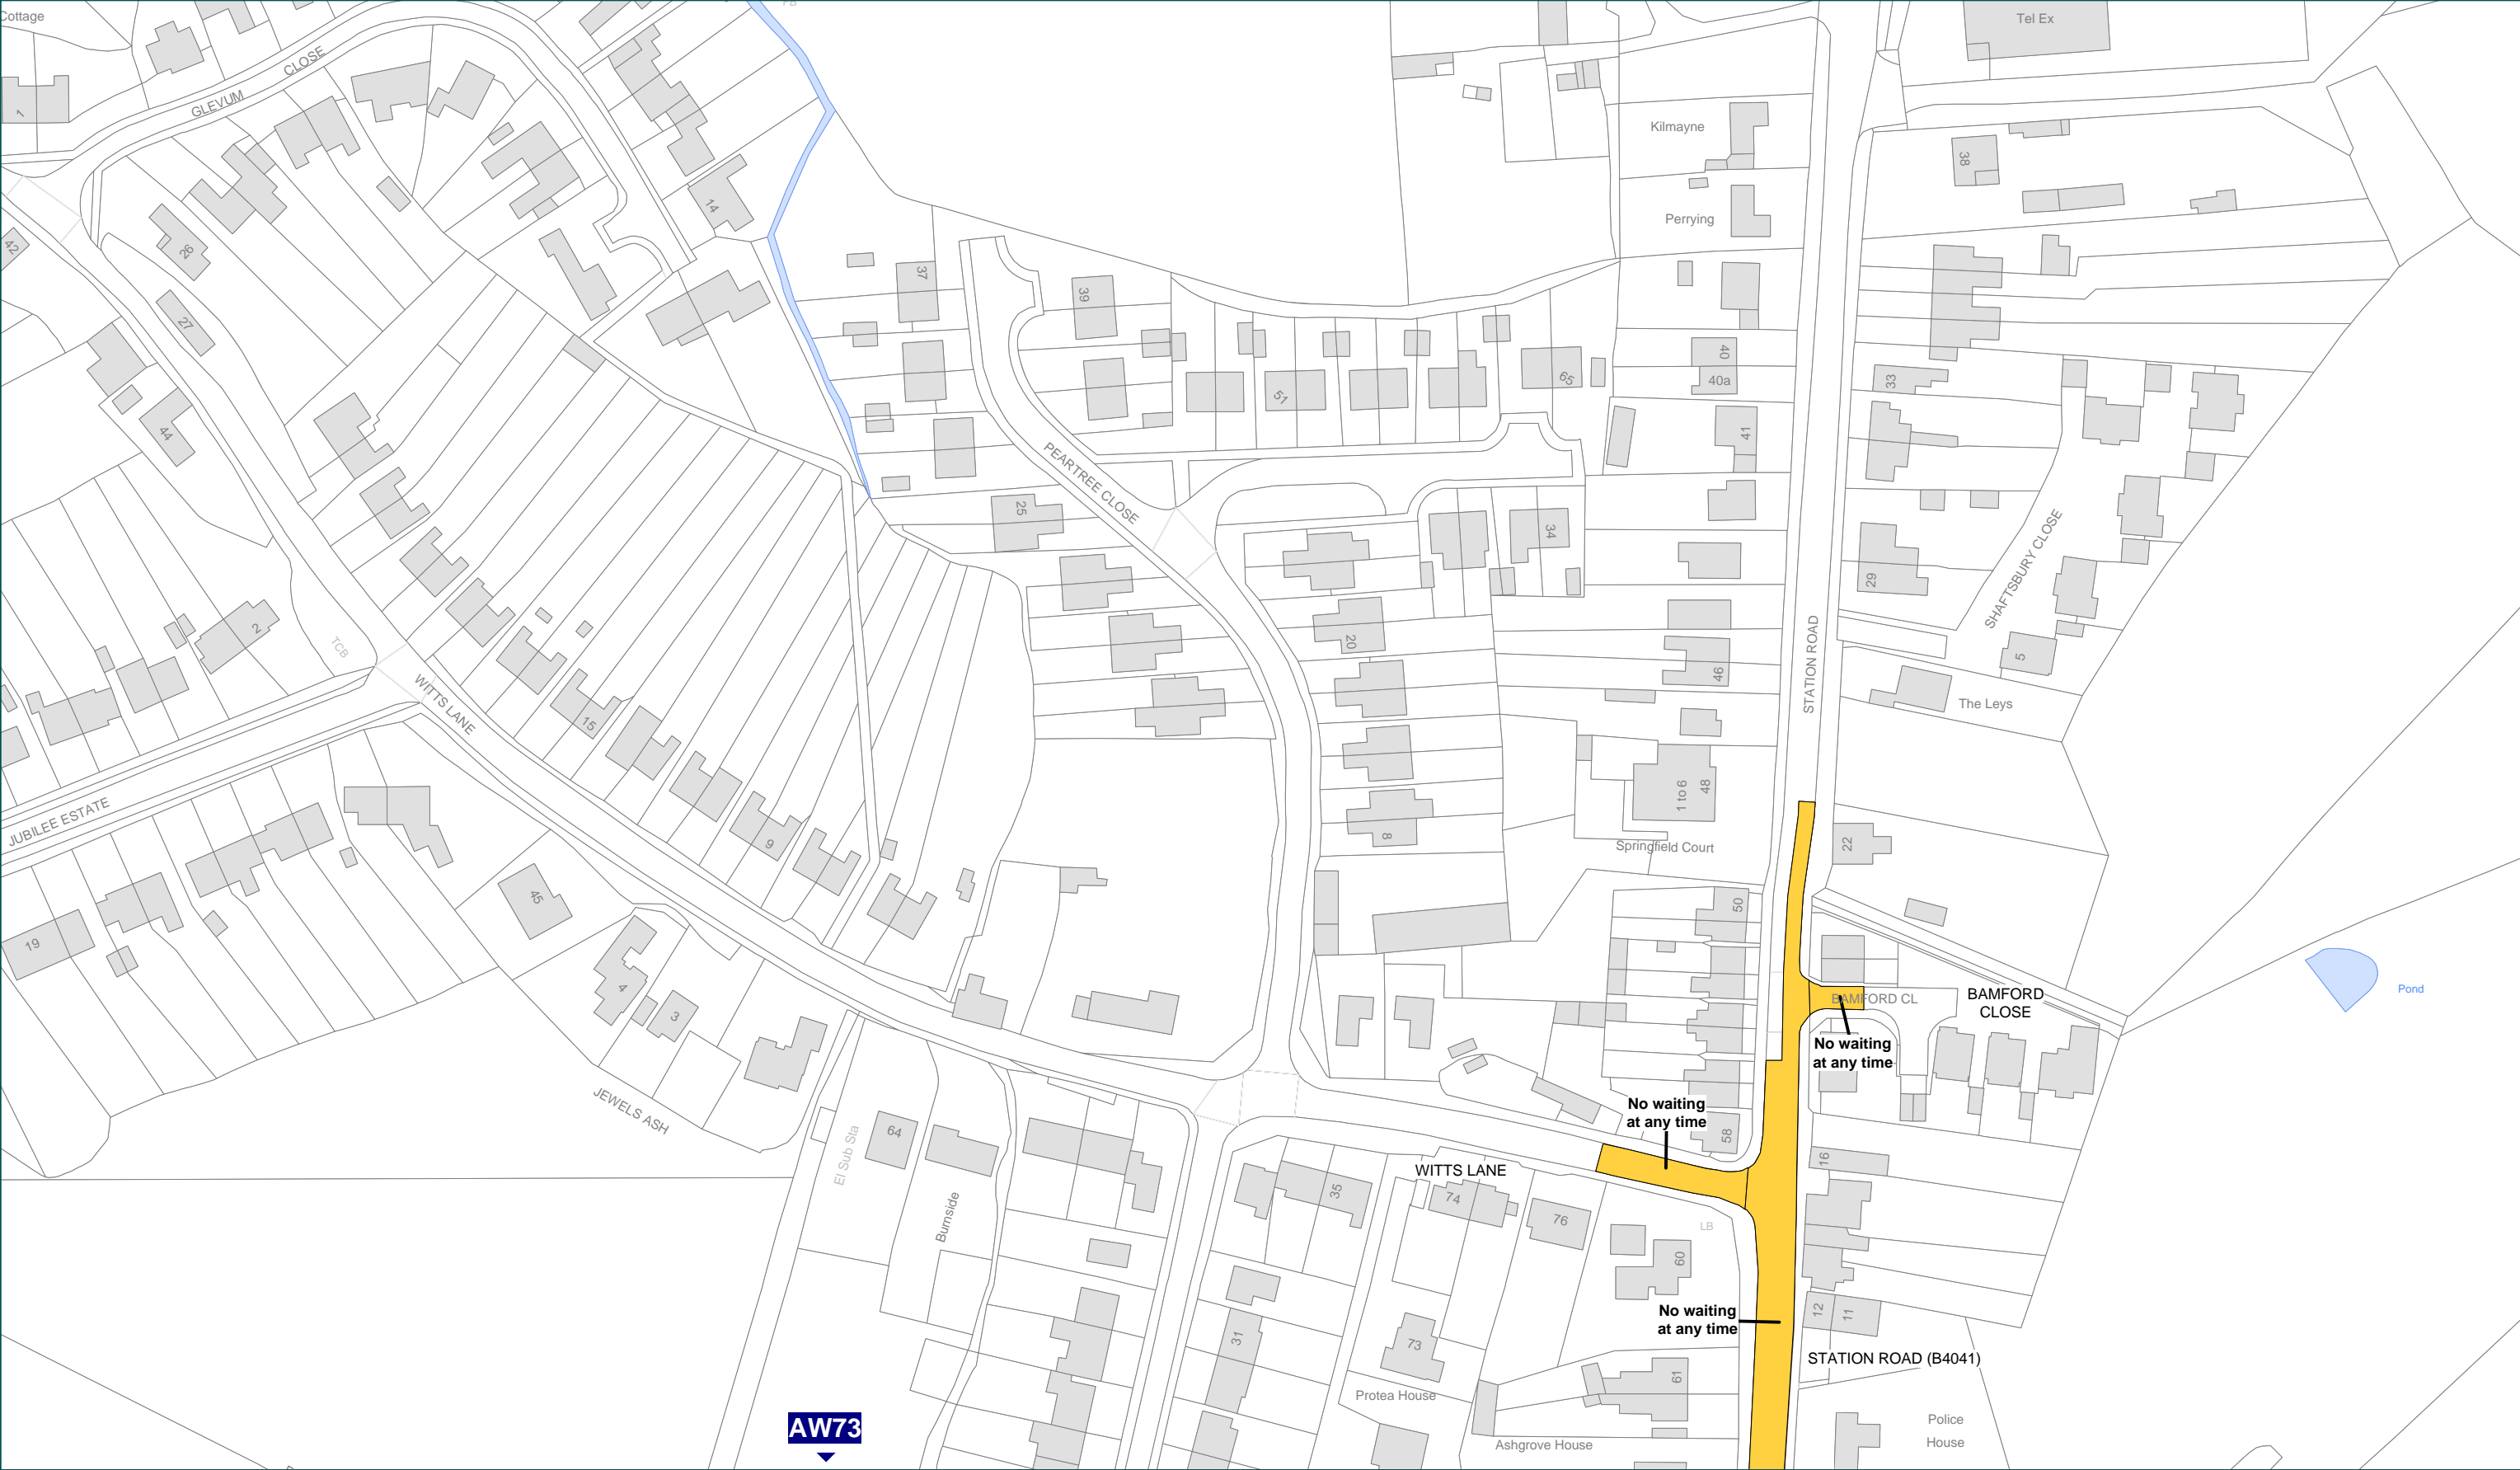 Cottage
FB
Tel Ex
CLOSE
GLEVUM
1
Kilmayne
38
14
Perrying
42
26
37
39
27
40
40a
33
65
51
44
41
PEARTREE CLOSE
25
34
SHAFTSBURY CLOSE
29
20
2
TCB
5
46
STATION ROAD
The Leys
WITTS LANE
15
1 to 6
48
JUBILEE ESTATE
8
9
Springfield Court
22
45
50
19
4
3
Pond
BAMFORD CL
BAMFORD
CLOSE
No waiting
at any time
JEWELS ASH
No waiting
at any time
64
El Sub Sta
58
16
WITTS LANE
74
35
76
Burnside
LB
60
No waiting
at any time
12
11
31
73
STATION ROAD (B4041)
61
Protea House
Police
House
Ashgrove House
AW73